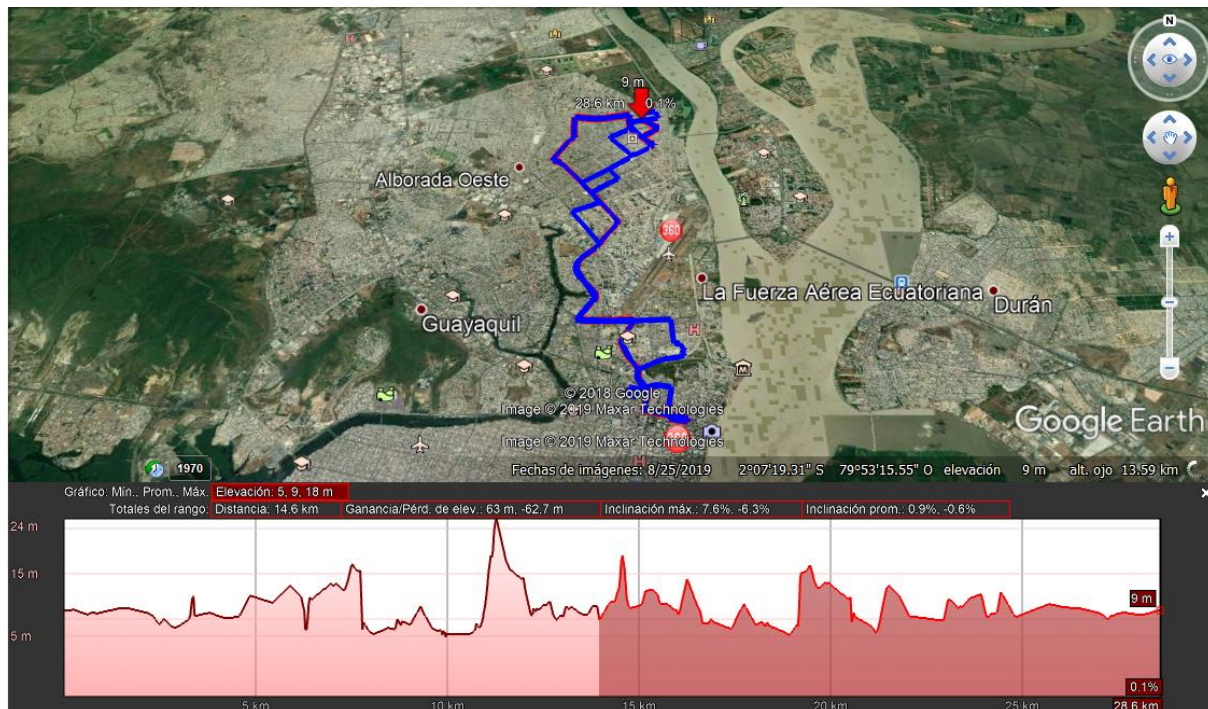 N
9 m
28.6 km 0.1%
Alborada Oeste
360
La Fuerza Aérea Ecuatoriana
Durán
Guayaquil
H
H
M
© 2018 Google
Image © 2019 Maxar Technologies
Image © 2019 Maxar Technologies
Google Earth
1970
Fechas de imágenes: 8/25/2019 2°07'19.31" S 79°53'15.55" O elevación 9 m alt. ojo 13.59 km
Gráfico: Mín., Prom., Máx. Elevación: 5, 9, 18 m
Totales del rango: Distancia: 14.6 km Ganancia/Pérd. de elev.: 63 m, -62.7 m Inclinación máx.: 7.6%, -6.3% Inclinación prom.: 0.9%, -0.6%
24 m
15 m
9 m
5 m
0.1%
5 km 10 km 15 km 20 km 25 km 28.6 km